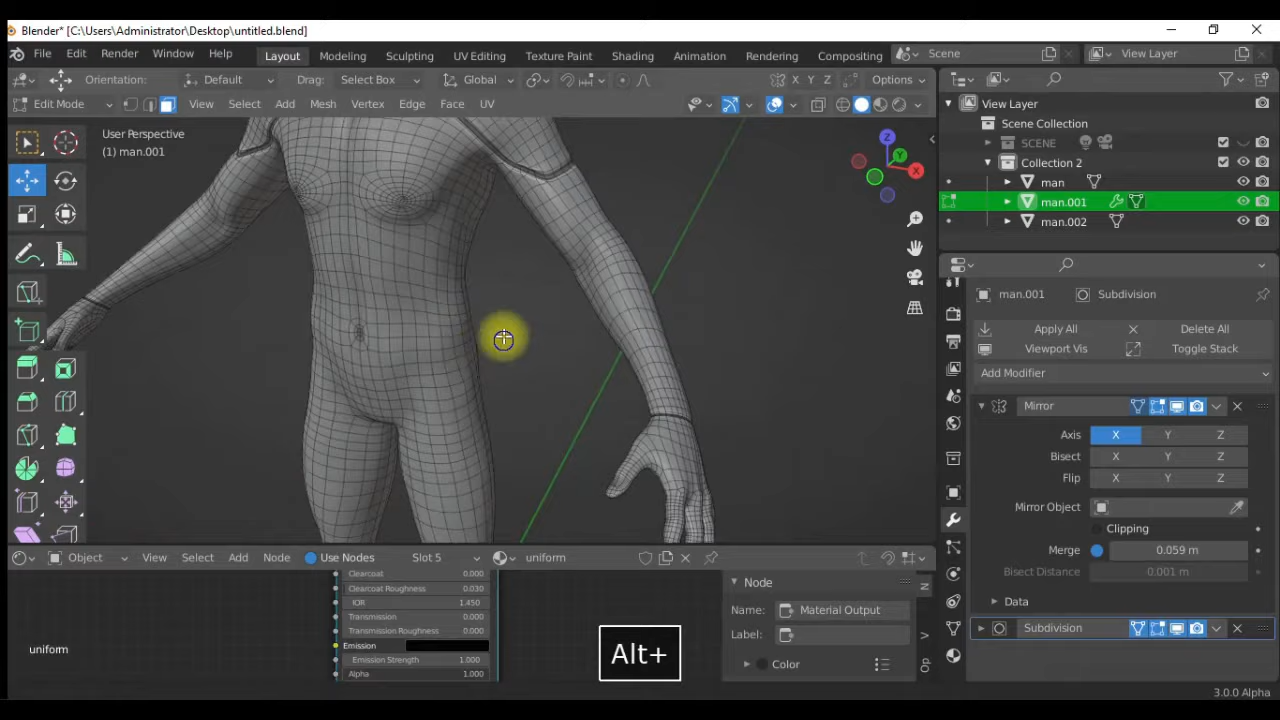 Blender* [C:\Users\Administrator\Desktop\untitled.blend]
File Edit Render Window Help Layout Modeling Sculpting UV Editing Texture Paint Shading Animation Rendering Compositing Scene View Layer
Orientation: Default Drag: Select Box Global X Y Z Options
Edit Mode View Select Add Mesh Vertex Edge Face UV
User Perspective
(1) man.001
Z
Y
X
View Layer
Scene Collection
SCENE
Collection 2
man
man.001
man.002
man.001 Subdivision
Apply All Delete All
Viewport Vis Toggle Stack
Add Modifier
Mirror
Axis X Y Z
Bisect X Y Z
Flip X Y Z
Mirror Object
Clipping
Merge 0.059 m
Bisect Distance 0.001 m
Data
Subdivision
Object View Select Add Node Use Nodes Slot 5 uniform
Clearcoat 0.000
Clearcoat Roughness 0.030
IOR 1.450
Transmission 0.000
Transmission Roughness 0.000
Emission
Emission Strength 1.000
Alpha 1.000
uniform
Alt+
Node
Name: Material Output
Label:
Color
N
V
Op
3.0.0 Alpha